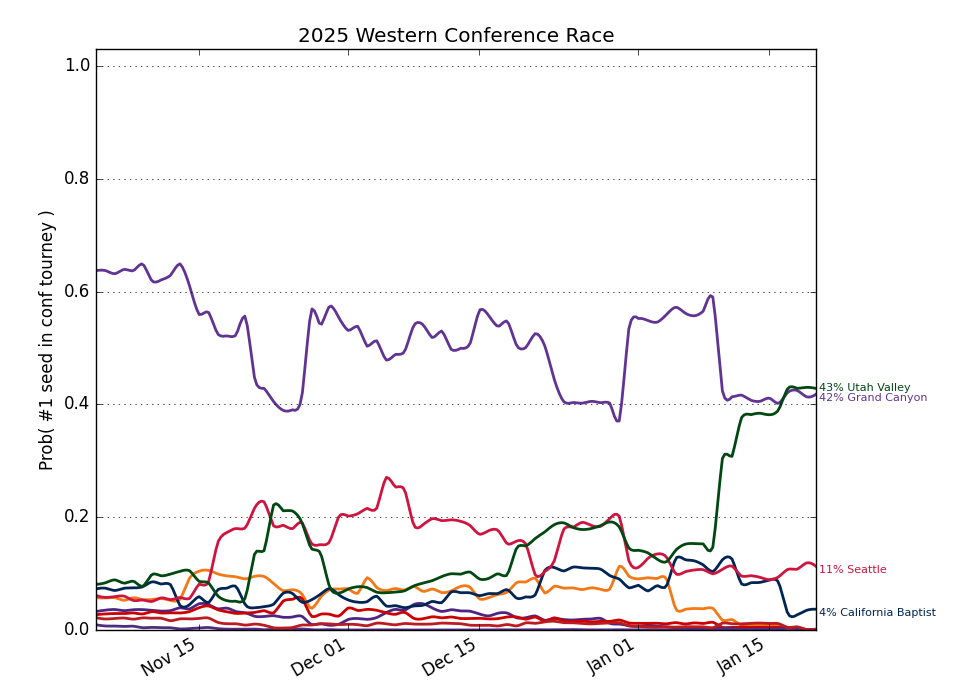 2025 Western Conference Race
Prob( #1 seed in conf tourney )
1.0
0.8
0.6
0.4
0.2
0.0
43% Utah Valley
42% Grand Canyon
11% Seattle
4% California Baptist
Nov 15
Dec 01
Dec 15
Jan 01
Jan 15